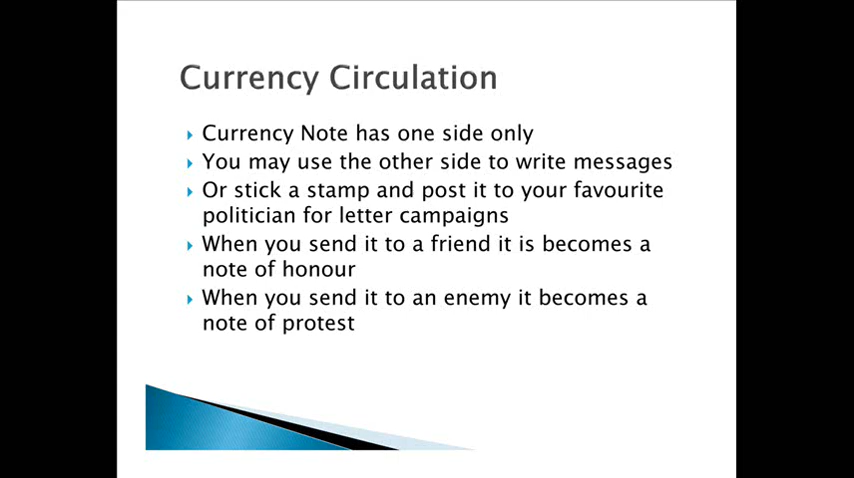 Currency Circulation
Currency Note has one side only
You may use the other side to write messages
Or stick a stamp and post it to your favourite
politician for letter campaigns
When you send it to a friend it is becomes a
note of honour
When you send it to an enemy it becomes a
note of protest